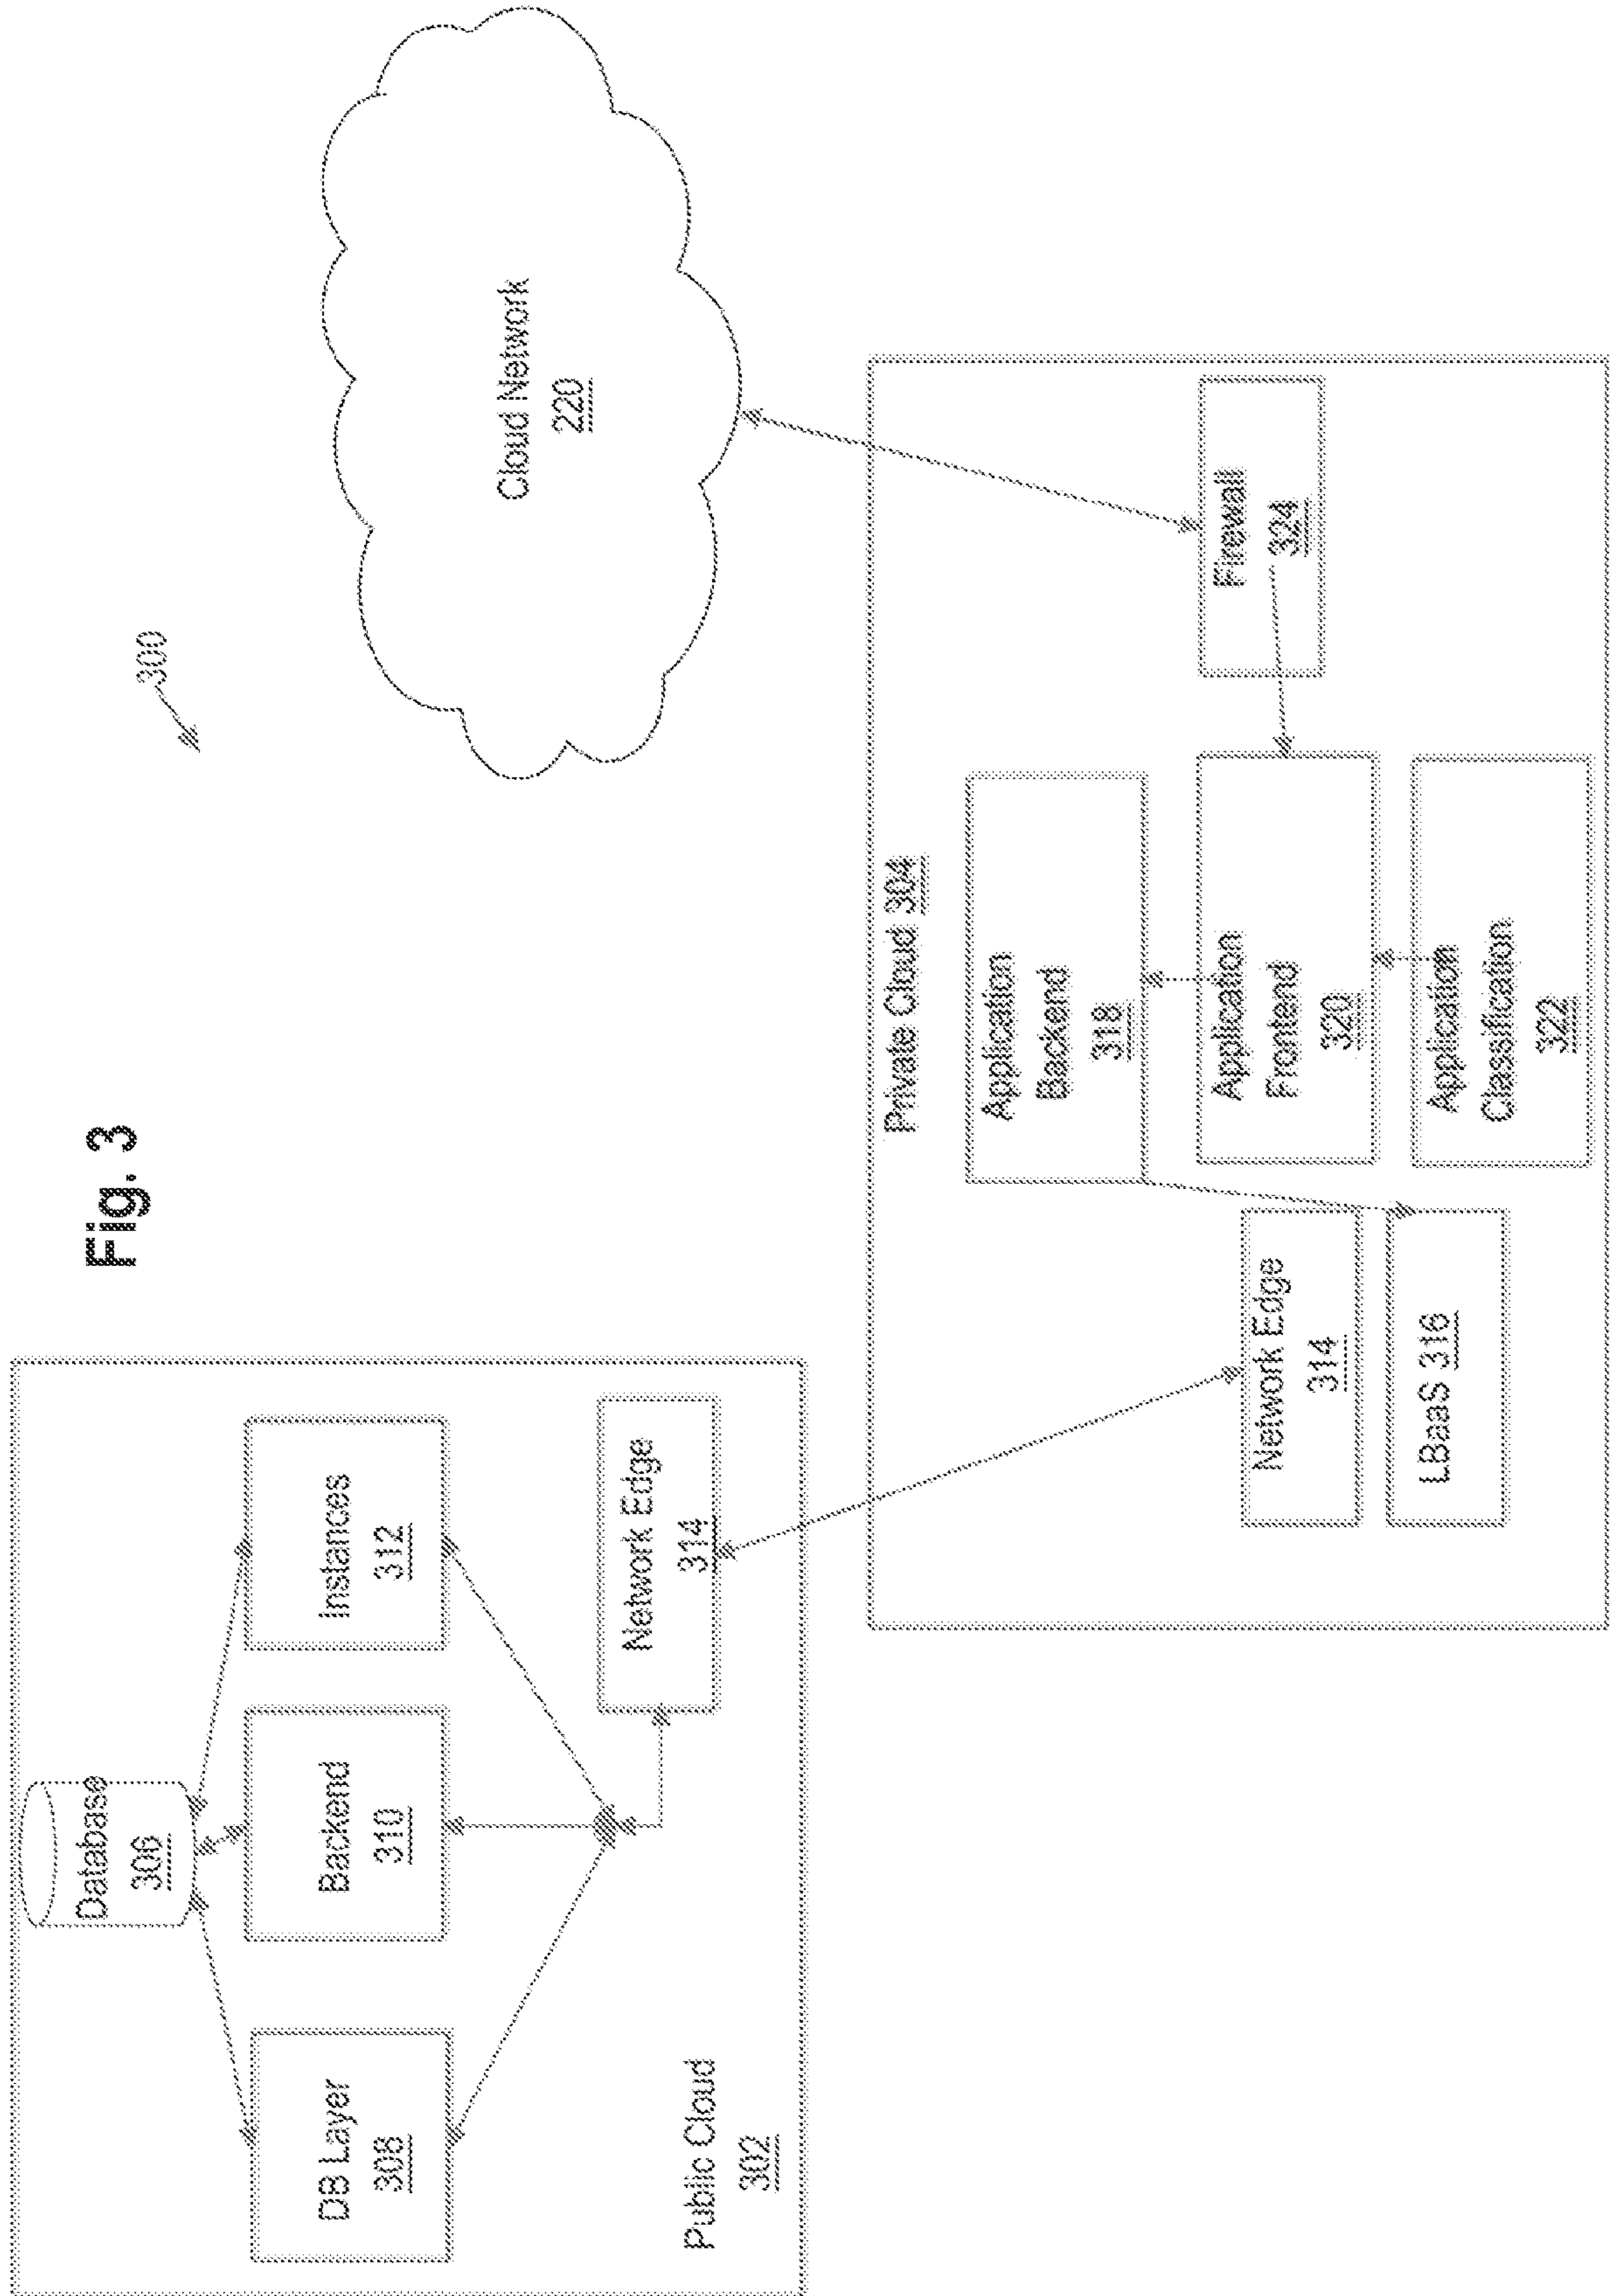 Fig. 3
300
Database
306
DB Layer
308
Backend
310
Instances
312
Network Edge
314
Public Cloud
302
Cloud Network
220
Private Cloud 304
Application
Backend
318
Network Edge
314
Application
Frontend
320
Firewall
324
LBaaS 316
Application
Classification
322